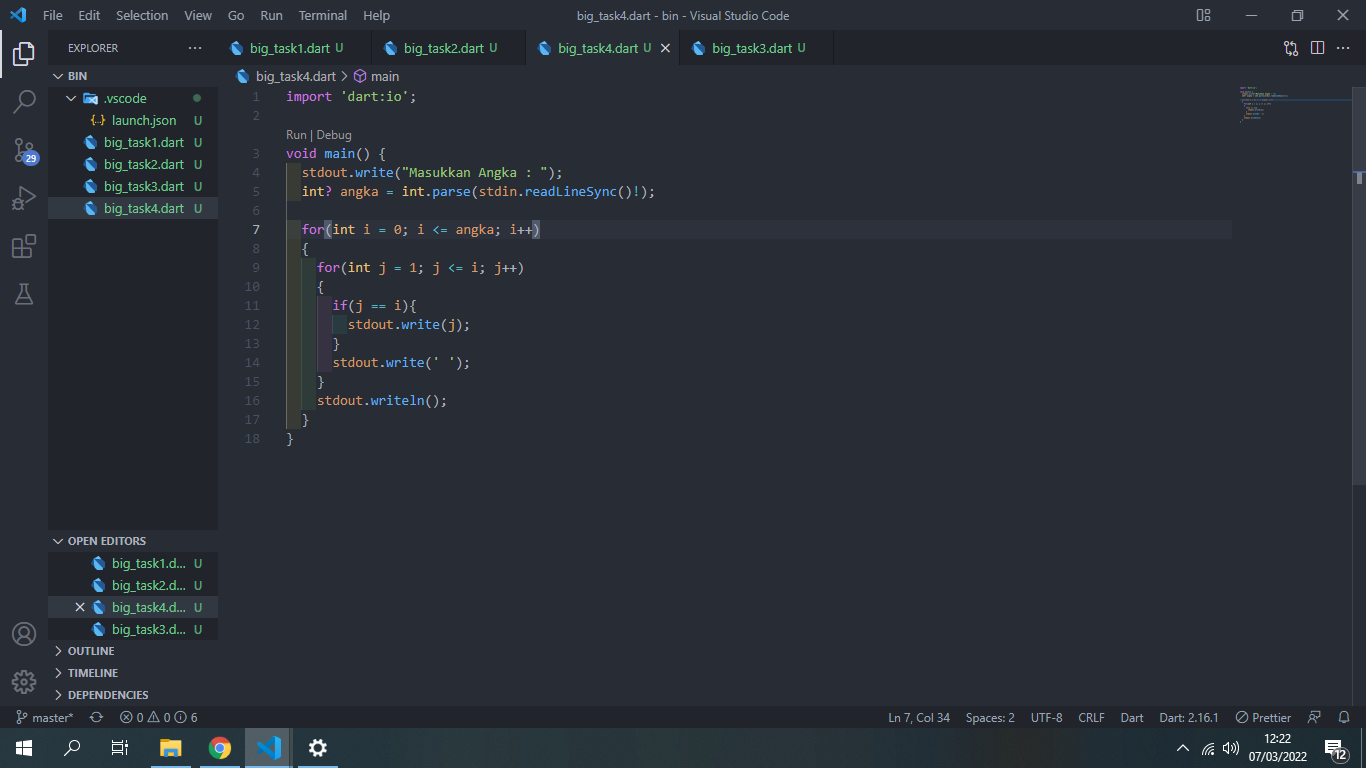 File Edit Selection View Go Run Terminal Help big_task4.dart - bin - Visual Studio Code
EXPLORER
big_task1.dart U big_task2.dart U big_task4.dart U big_task3.dart U
BIN
big_task4.dart > main
.vscode
launch.json U
big_task1.dart U
big_task2.dart U
big_task3.dart U
big_task4.dart U
29
1 import 'dart:io';
2
Run | Debug
3 void main() {
4 stdout.write("Masukkan Angka : ");
5 int? angka = int.parse(stdin.readLineSync()!);
6
7 for(int i = 0; i <= angka; i++)
8 {
9 for(int j = 1; j <= i; j++)
10 {
11 if(j == i){
12 stdout.write(j);
13 }
14 stdout.write(' ');
15 }
16 stdout.writeln();
17 }
18 }
OPEN EDITORS
big_task1.d... U
big_task2.d... U
big_task4.d... U
big_task3.d... U
OUTLINE
TIMELINE
DEPENDENCIES
master* 0 0 6 Ln 7, Col 34 Spaces: 2 UTF-8 CRLF Dart Dart: 2.16.1 Prettier
12:22
07/03/2022
12